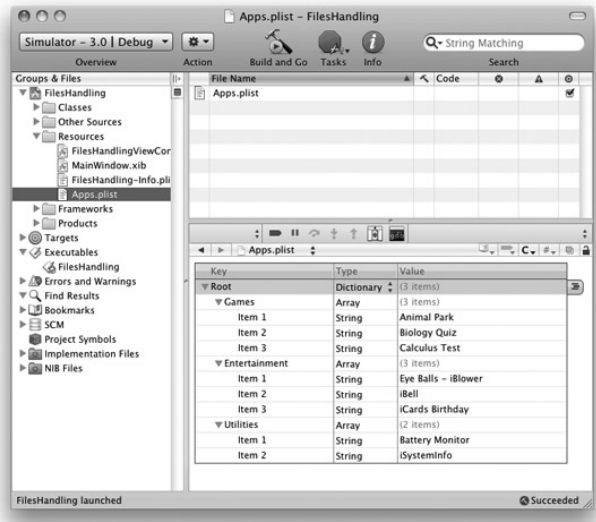 Apps.plist - FilesHandling
Simulator - 3.0 | Debug
String Matching
Overview
Action
Build and Go
Tasks
Info
Search
Groups & Files
FilesHandling
Classes
Other Sources
Resources
FilesHandlingViewCor
MainWindow.xib
FilesHandling-Info.pli
Apps.plist
Frameworks
Products
Targets
Executables
FilesHandling
Errors and Warnings
Find Results
Bookmarks
SCM
Project Symbols
Implementation Files
NIB Files
File Name Code
Apps.plist
Apps.plist C, #,
Key Type Value
Root Dictionary (3 items)
Games Array (3 items)
Item 1 String Animal Park
Item 2 String Biology Quiz
Item 3 String Calculus Test
Entertainment Array (3 items)
Item 1 String Eye Balls - iBlower
Item 2 String iBell
Item 3 String iCards Birthday
Utilities Array (2 items)
Item 1 String Battery Monitor
Item 2 String iSystemInfo
FilesHandling launched
Succeeded